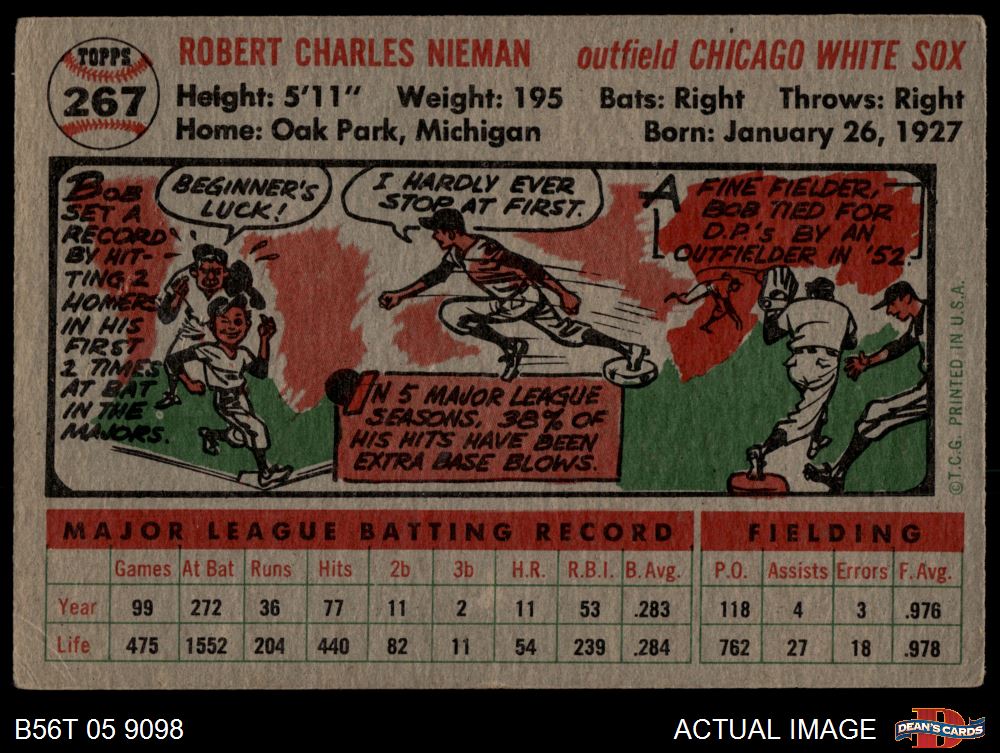 TOPPS
267
ROBERT CHARLES NIEMAN outfield CHICAGO WHITE SOX
Height: 5'11" Weight: 195 Bats: Right Throws: Right
Home: Oak Park, Michigan Born: January 26, 1927
BOB
SET A
RECORD
BY HIT-
TING 2
HOMERS
IN HIS
FIRST
2 TIMES
AT BAT
IN THE
MAJORS.
BEGINNER'S
LUCK!
I HARDLY EVER
STOP AT FIRST.
IN 5 MAJOR LEAGUE
SEASONS, 38% OF
HIS HITS HAVE BEEN
EXTRA BASE BLOWS.
A FINE FIELDER,
BOB TIED FOR
D.P.'s BY AN
OUTFIELDER IN '52.
©T.C.G. PRINTED IN U.S.A.
MAJOR LEAGUE BATTING RECORD FIELDING
Games At Bat Runs Hits 2b 3b H.R. R.B.I. B. Avg. P.O. Assists Errors F. Avg.
Year 99 272 36 77 11 2 11 53 .283 118 4 3 .976
Life 475 1552 204 440 82 11 54 239 .284 762 27 18 .978
B56T 05 9098 ACTUAL IMAGE DEAN'S CARDS